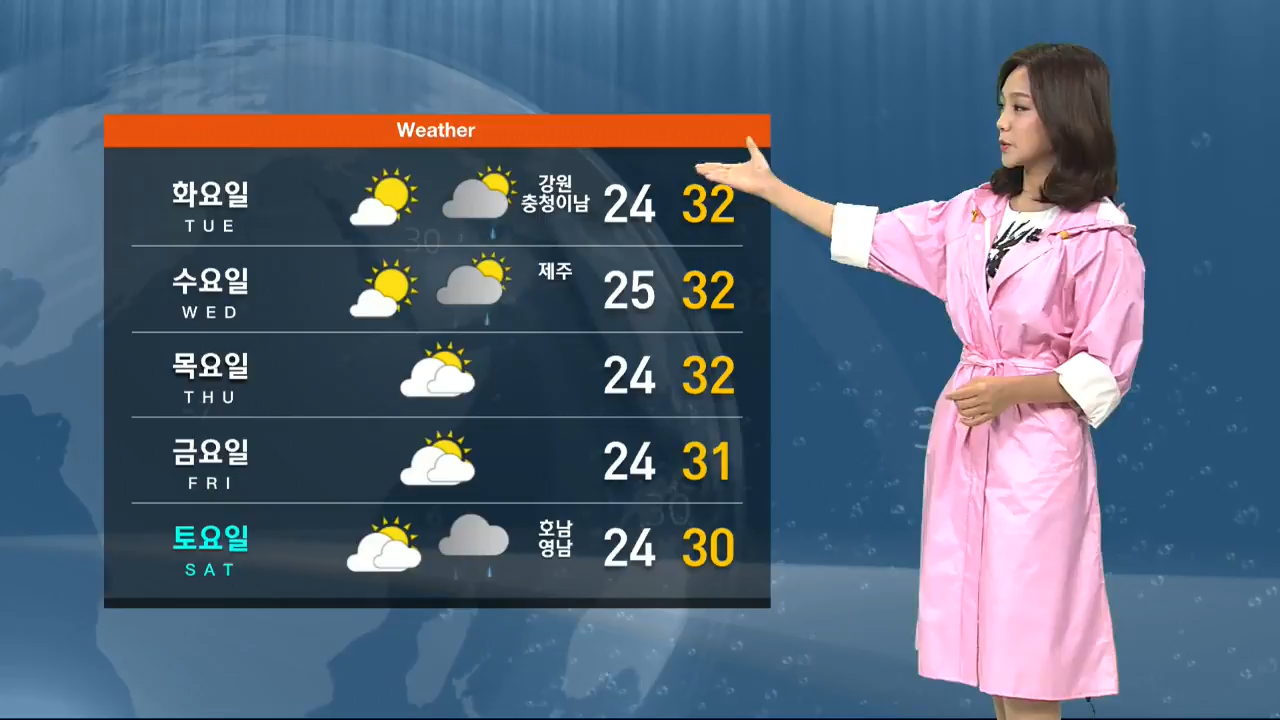 Weather
화요일
TUE
강원
충청이남
24 32
수요일
WED
제주
25 32
목요일
THU
24 32
금요일
FRI
24 31
토요일
SAT
호남
영남
24 30